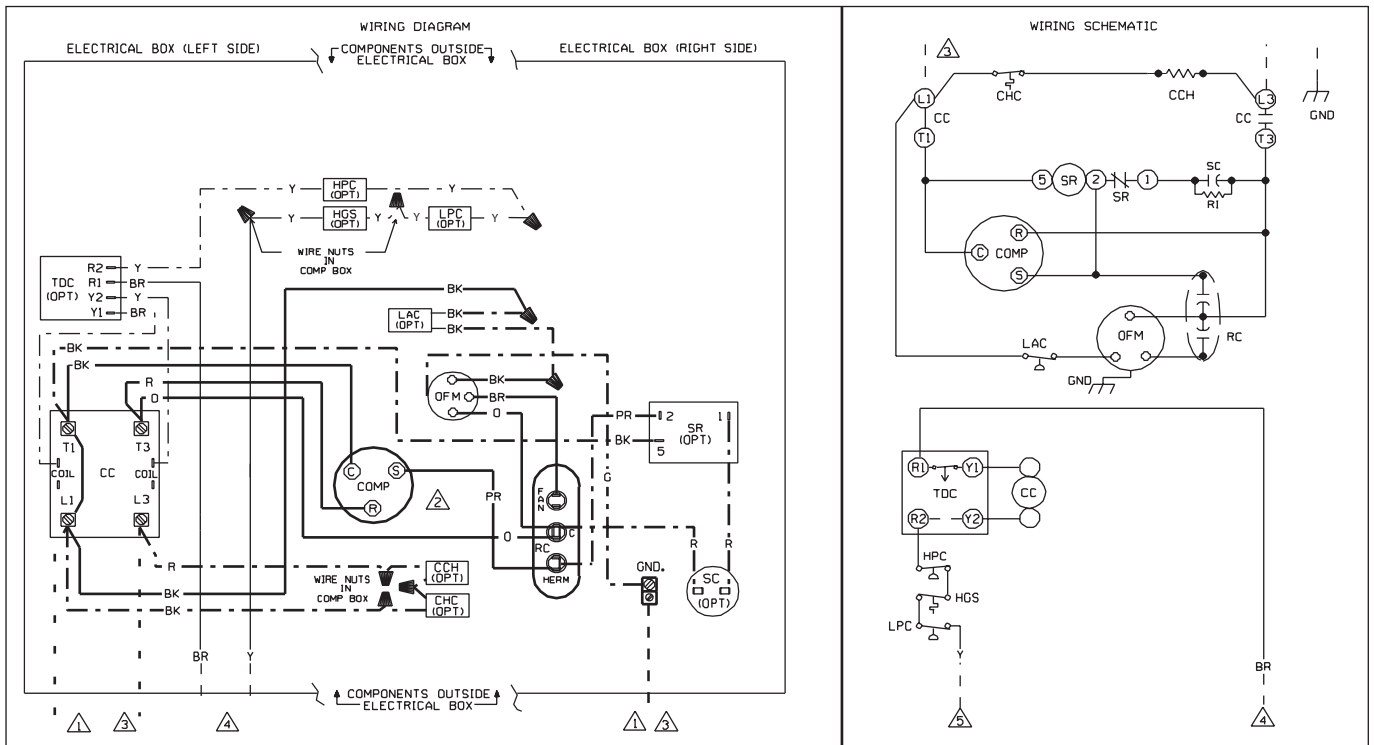 WIRING DIAGRAM
ELECTRICAL BOX (LEFT SIDE)
COMPONENTS OUTSIDE
ELECTRICAL BOX
ELECTRICAL BOX (RIGHT SIDE)
Y
HPC
(OPT)
Y
Y
HGS
(OPT)
Y
Y
LPC
(OPT)
Y
WIRE NUTS
IN
COMP BOX
TDC
(OPT)
R2
Y
R1
BR
Y2
Y
Y1
BR
BK
LAC
(OPT)
BK
BK
BK
BK
R
O
OFM
BK
BR
O
PR
BK
2
1
SR
(OPT)
5
T1
T3
COIL
CC
COIL
L1
L3
C
S
COMP
R
2
PR
FAN
C
RC
HERM
O
G
R
R
GND.
SC
(OPT)
R
WIRE NUTS
IN
COMP BOX
CCH
(OPT)
CHC
(OPT)
BK
BK
BR
Y
COMPONENTS OUTSIDE
ELECTRICAL BOX
1
3
4
1
3
WIRING SCHEMATIC
3
L1
CC
T1
CHC
CCH
L3
CC
T3
GND
5
SR
2
SR
1
SC
R1
C
COMP
R
S
OFM
RC
LAC
GND
R1
Y1
TDC
R2
Y2
CC
HPC
HGS
LPC
Y
BR
5
4